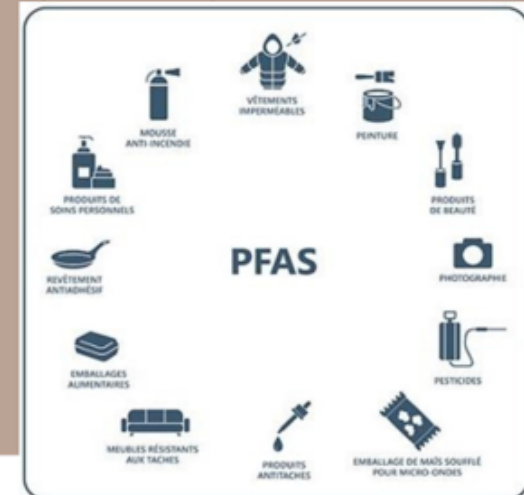 VÊTEMENTS
IMPERMÉABLES
MOUSSE
ANTI-INCENDIE
PEINTURE
PRODUITS DE
SOINS PERSONNELS
PRODUITS
DE BEAUTÉ
PFAS
REVÊTEMENT
ANTIADHÉSIF
PHOTOGRAPHIE
EMBALLAGES
ALIMENTAIRES
PESTICIDES
MEUBLES RÉSISTANTS
AUX TACHES
PRODUITS
ANTITACHES
EMBALLAGE DE MAÏS SOUFFLÉ
POUR MICRO-ONDES